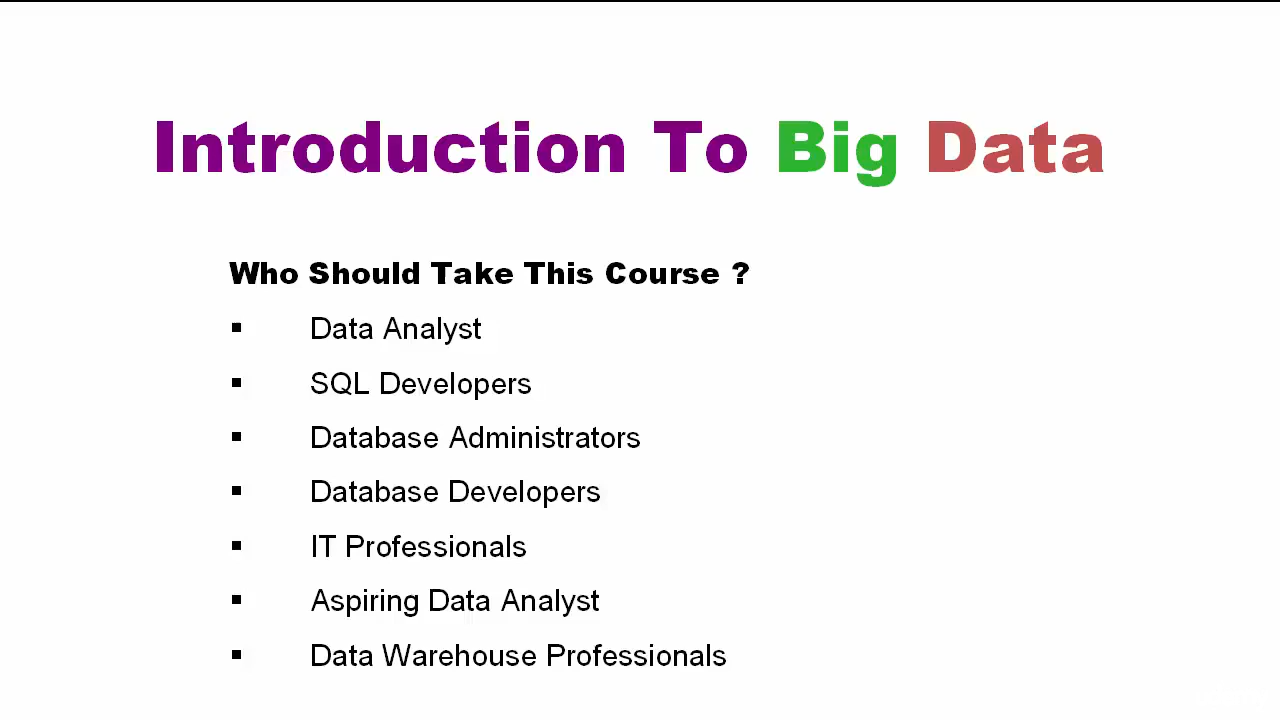 Introduction To Big Data
Who Should Take This Course ?
▪ Data Analyst
▪ SQL Developers
▪ Database Administrators
▪ Database Developers
▪ IT Professionals
▪ Aspiring Data Analyst
▪ Data Warehouse Professionals